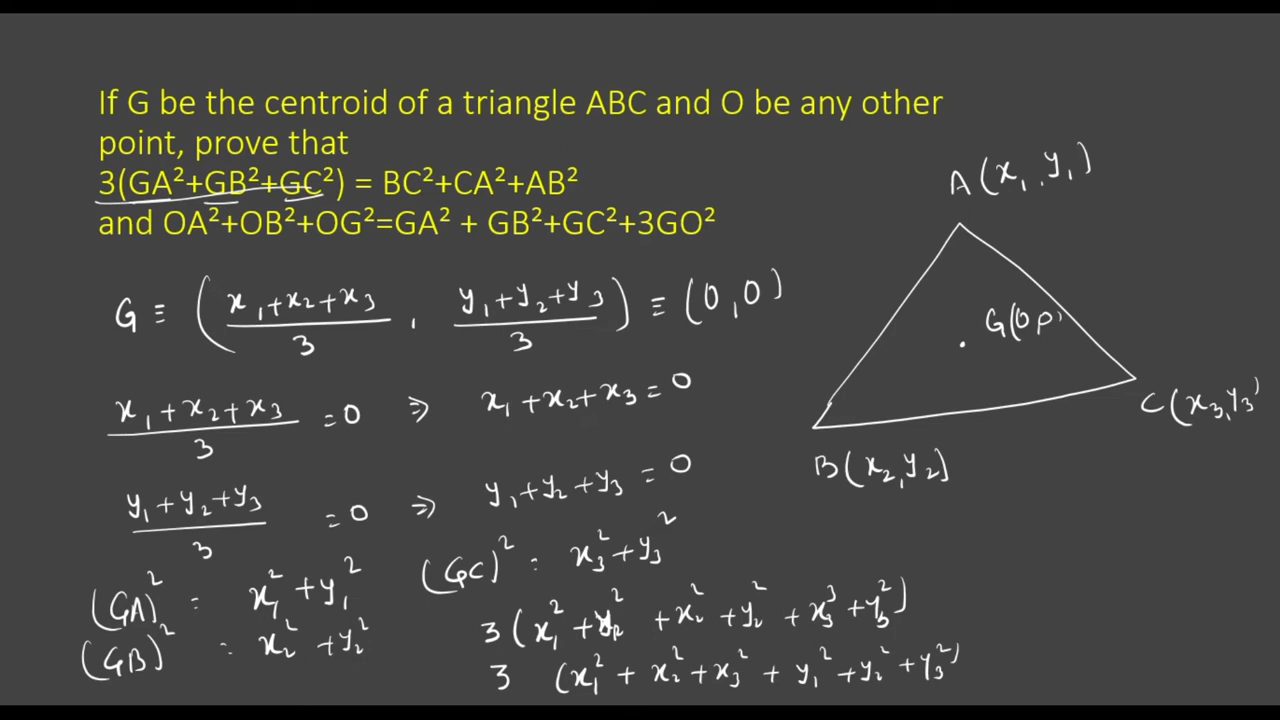 If G be the centroid of a triangle ABC and O be any other
point, prove that
3(GA²+GB²+GC²) = BC²+CA²+AB²
and OA²+OB²+OG²=GA² + GB²+GC²+3GO²
A(x₁, y₁)
G ≡ ( x₁+x₂+x₃ / 3 , y₁+y₂+y₃ / 3 ) ≡ (0,0)
G(0,0)
x₁+x₂+x₃ / 3 = 0 ⇒ x₁+x₂+x₃=0
C(x₃,y₃)
B(x₂,y₂)
y₁+y₂+y₃ / 3 = 0 ⇒ y₁+y₂+y₃ = 0
(GC)² = x₃²+y₃²
(GA)² = x₁²+y₁²
(GB)² = x₂²+y₂²
3(x₁²+ +x₂²+y₂²+x₃³+y₃²)
3 (x₁²+x₂²+x₃²+y₁²+y₂²+y₃²)